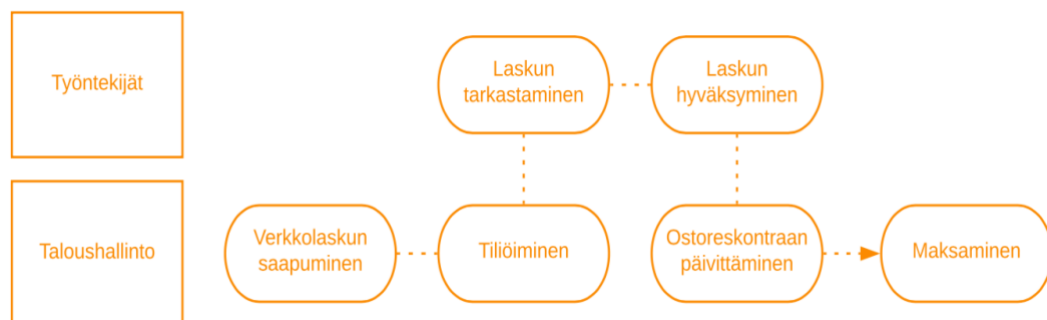 Työntekijät
Laskun
tarkastaminen
Laskun
hyväksyminen
Taloushallinto
Verkkolaskun
saapuminen
Tiliöiminen
Ostoreskontraan
päivittäminen
Maksaminen